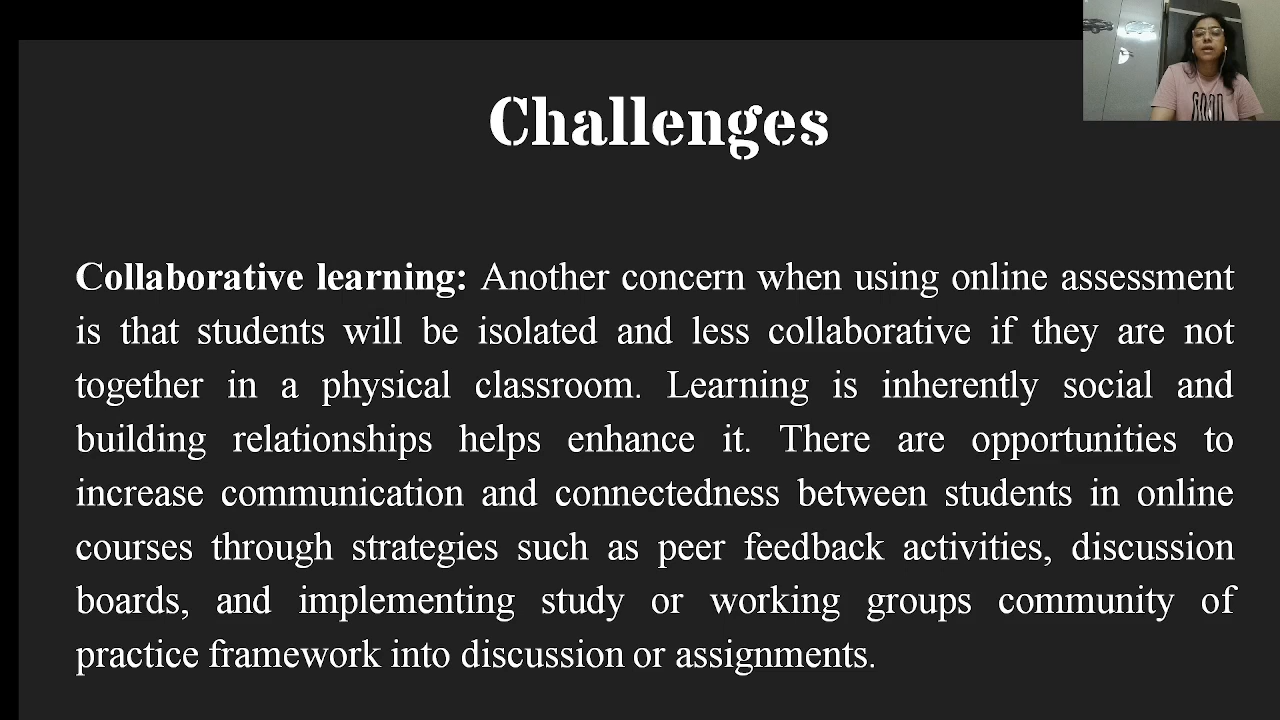 Challenges
Collaborative learning: Another concern when using online assessment
is that students will be isolated and less collaborative if they are not
together in a physical classroom. Learning is inherently social and
building relationships helps enhance it. There are opportunities to
increase communication and connectedness between students in online
courses through strategies such as peer feedback activities, discussion
boards, and implementing study or working groups community of
practice framework into discussion or assignments.